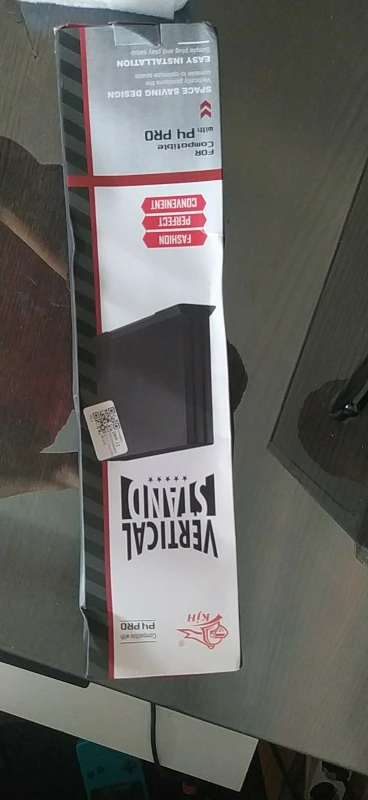 KJH
®
Compatible with
P4 PRO
VERTICAL
STAND
FASHION
PERFECT
CONVENIENT
FOR
Compatible
with P4 PRO
SPACE SAVING DESIGN
Vertically positions the
console to optimize space
EASY INSTALLATION
Simple plug and play setup